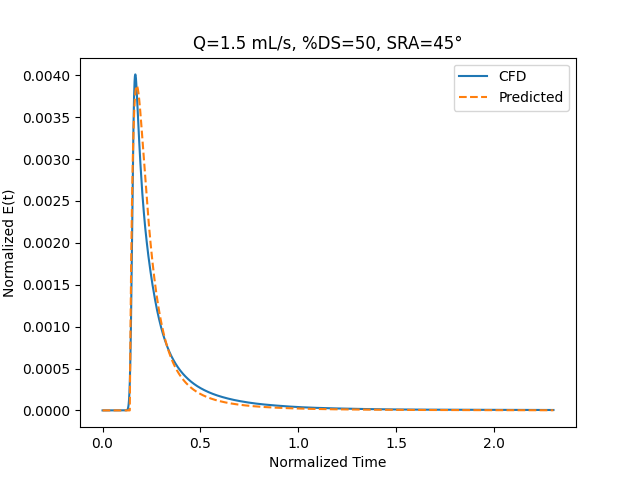 Q=1.5 mL/s, %DS=50, SRA=45°
CFD
Predicted
Normalized E(t)
0.0040
0.0035
0.0030
0.0025
0.0020
0.0015
0.0010
0.0005
0.0000
0.0 0.5 1.0 1.5 2.0
Normalized Time